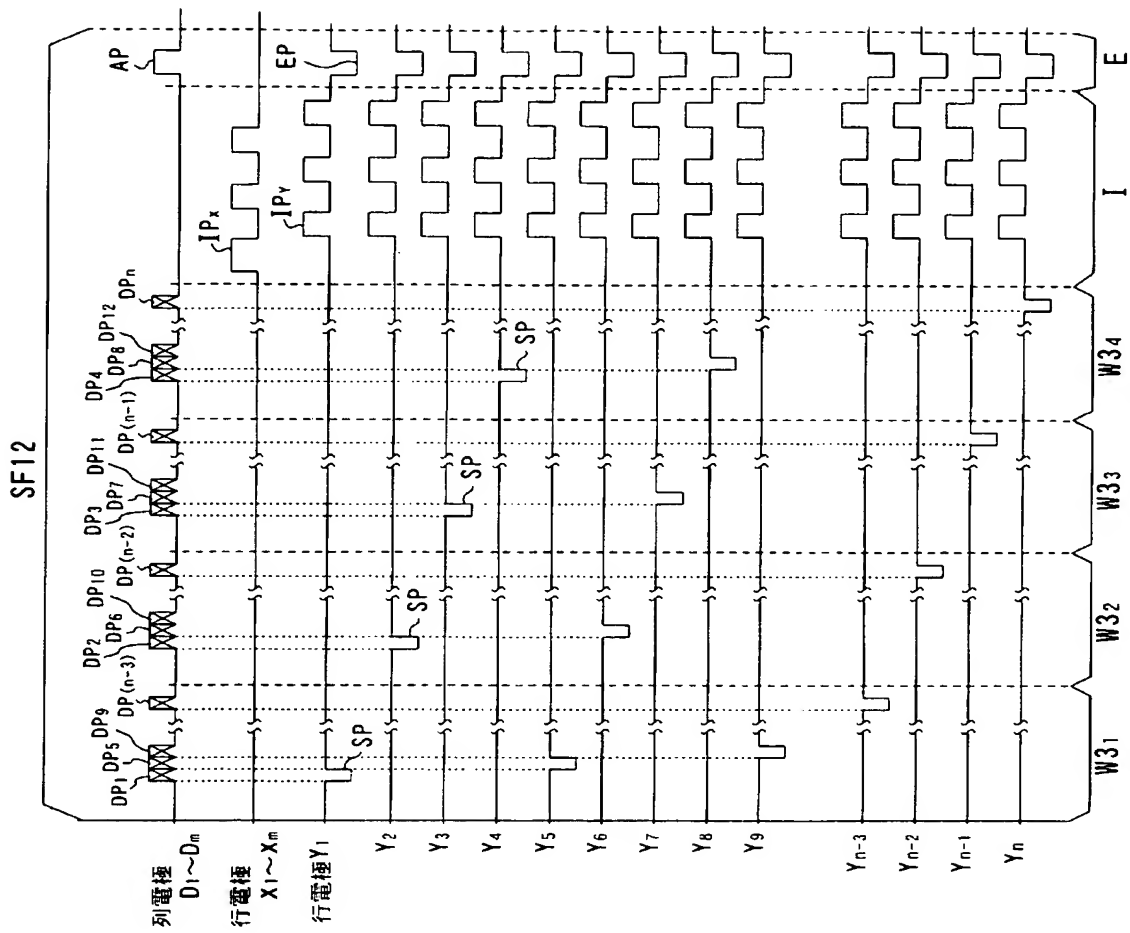 SF12
DP1 DP5 DP9 DP(n-3) DP2 DP6 DP10 DP(n-2) DP3 DP7 DP11 DP(n-1) DP4 DP8 DP12 DPn AP
列電極
D1~Dm
IPX
行電極
X1~Xm
IPY EP
行電極 Y1
SP
Y2
SP
Y3
SP
Y4
SP
Y5
Y6
Y7
Y8
Y9
Yn-3
Yn-2
Yn-1
Yn
W31 W32 W33 W34 I E